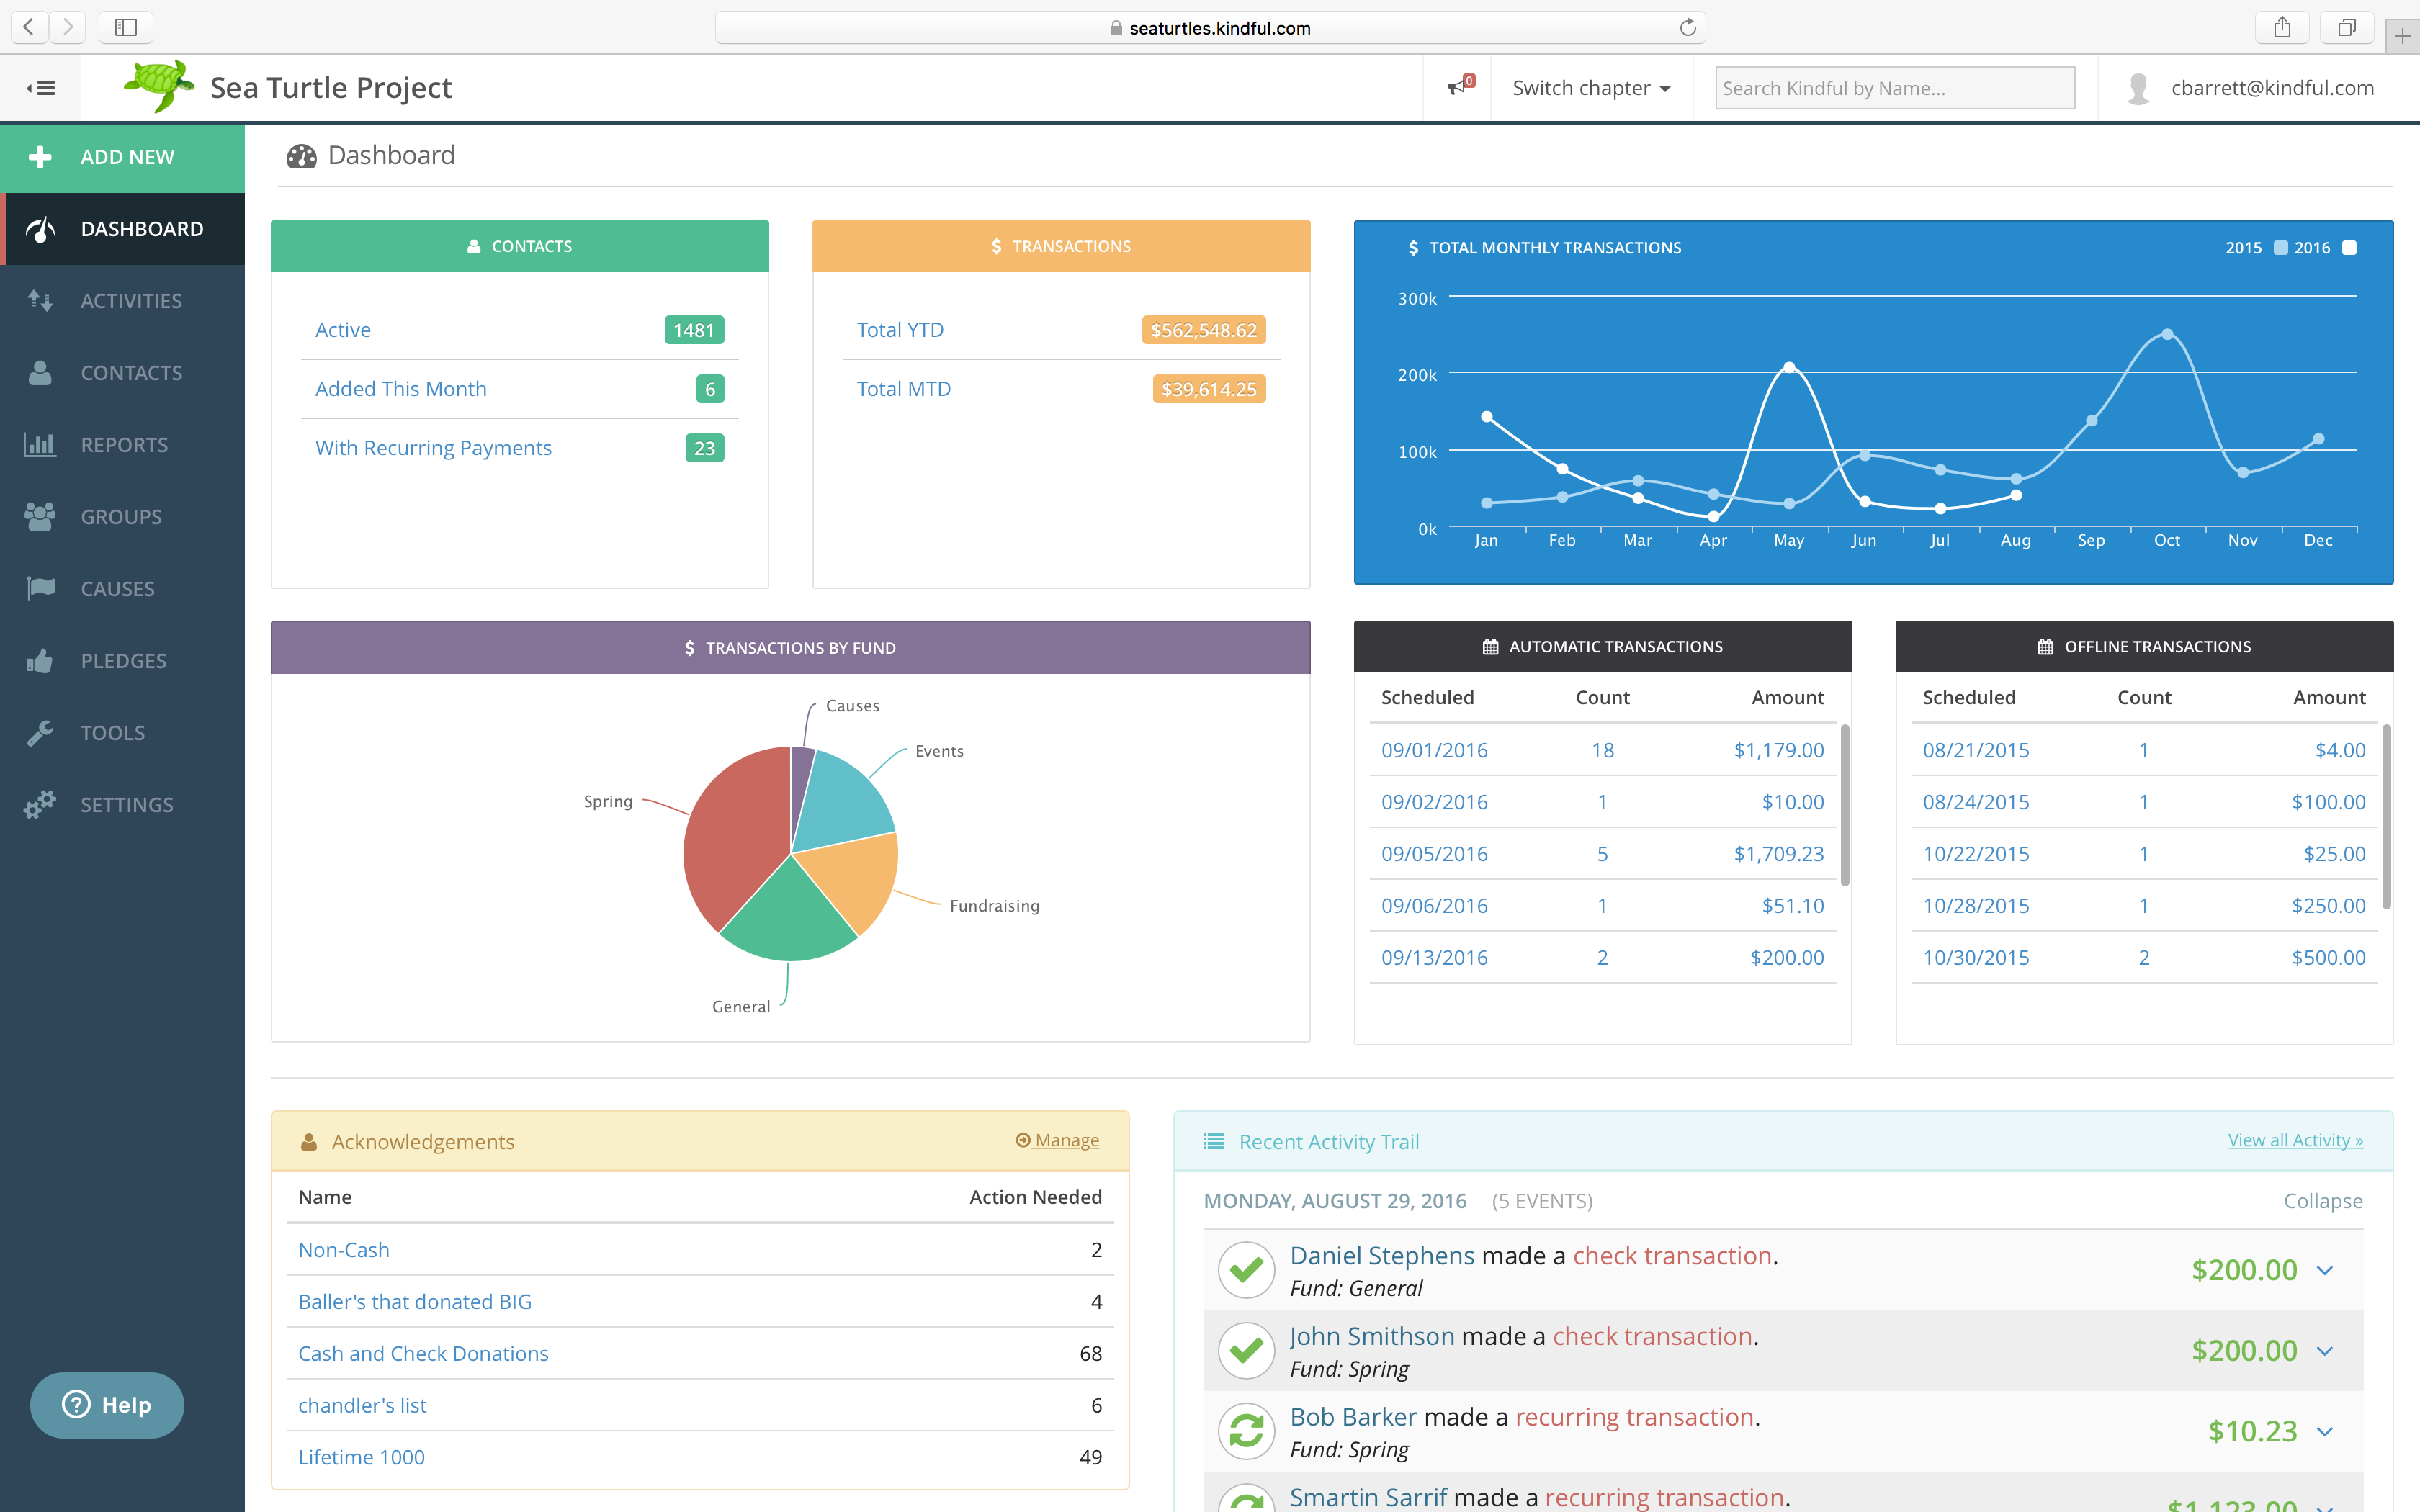 seaturtles.kindful.com
Sea Turtle Project
0
Switch chapter
Search Kindful by Name...
cbarrett@kindful.com
ADD NEW
DASHBOARD
ACTIVITIES
CONTACTS
REPORTS
GROUPS
CAUSES
PLEDGES
TOOLS
SETTINGS
Help
Dashboard
CONTACTS
Active 1481
Added This Month 6
With Recurring Payments 23
$ TRANSACTIONS
Total YTD $562,548.62
Total MTD $39,614.25
$ TOTAL MONTHLY TRANSACTIONS 2015 2016
300k
200k
100k
0k
Jan Feb Mar Apr May Jun Jul Aug Sep Oct Nov Dec
$ TRANSACTIONS BY FUND
Causes
Events
Spring
Fundraising
General
AUTOMATIC TRANSACTIONS
Scheduled Count Amount
09/01/2016 18 $1,179.00
09/02/2016 1 $10.00
09/05/2016 5 $1,709.23
09/06/2016 1 $51.10
09/13/2016 2 $200.00
OFFLINE TRANSACTIONS
Scheduled Count Amount
08/21/2015 1 $4.00
08/24/2015 1 $100.00
10/22/2015 1 $25.00
10/28/2015 1 $250.00
10/30/2015 2 $500.00
Acknowledgements Manage
Name Action Needed
Non-Cash 2
Baller's that donated BIG 4
Cash and Check Donations 68
chandler's list 6
Lifetime 1000 49
Recent Activity Trail View all Activity »
MONDAY, AUGUST 29, 2016 (5 EVENTS) Collapse
Daniel Stephens made a check transaction. $200.00
Fund: General
John Smithson made a check transaction. $200.00
Fund: Spring
Bob Barker made a recurring transaction. $10.23
Fund: Spring
Smartin Sarrif made a recurring transaction. $1,123.00